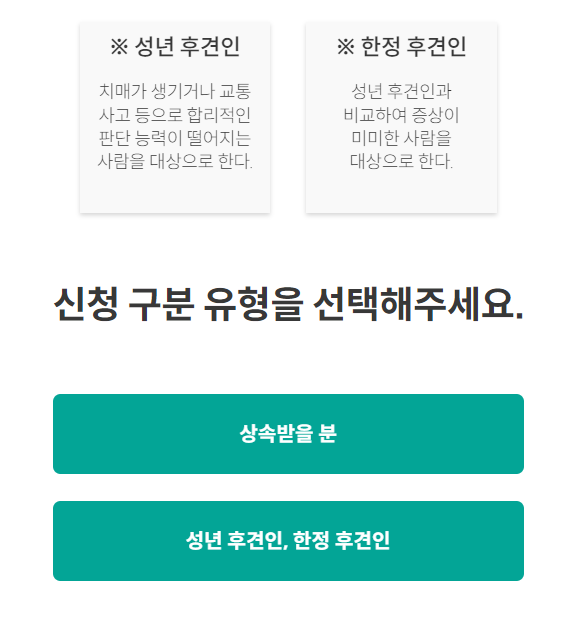 ※ 성년 후견인
치매가 생기거나 교통
사고 등으로 합리적인
판단 능력이 떨어지는
사람을 대상으로 한다.
※ 한정 후견인
성년 후견인과
비교하여 증상이
미미한 사람을
대상으로 한다.
신청 구분 유형을 선택해주세요.
상속받을 분
성년 후견인, 한정 후견인